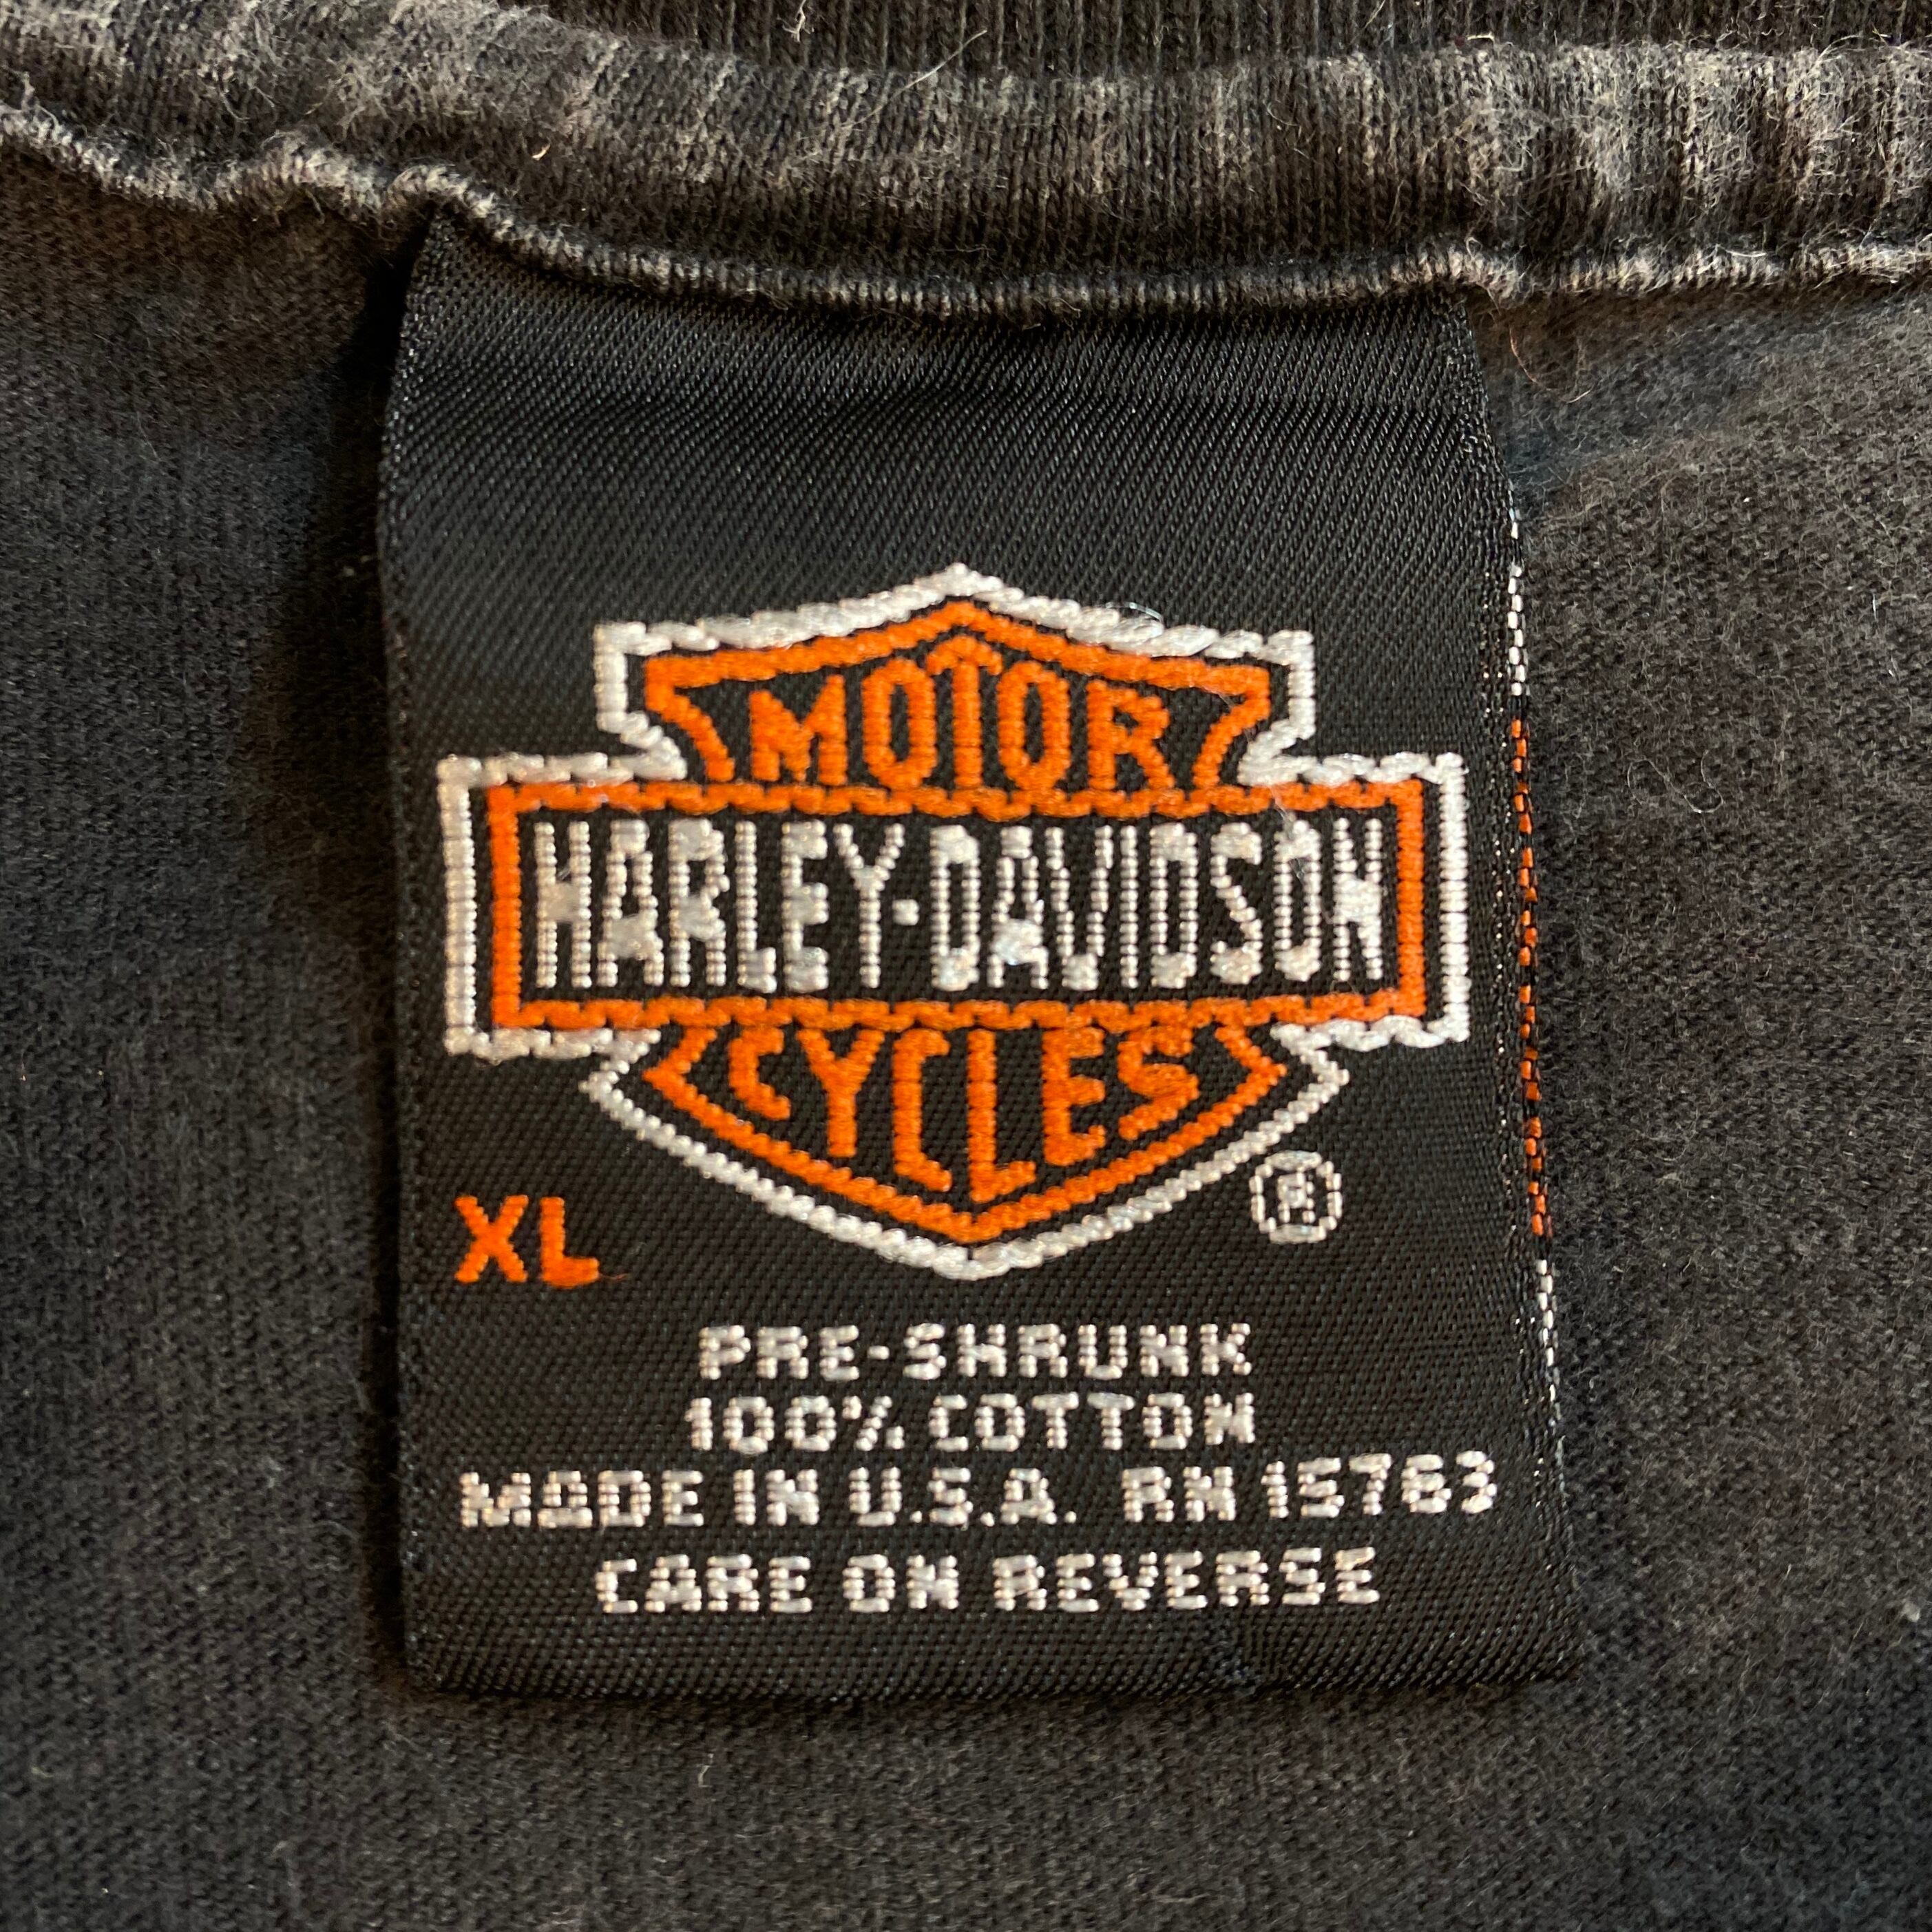 MOTOR
HARLEY-DAVIDSON
CYCLES
®
XL
PRE-SHRUNK
100% COTTON
MADE IN U.S.A. RN 15763
CARE ON REVERSE